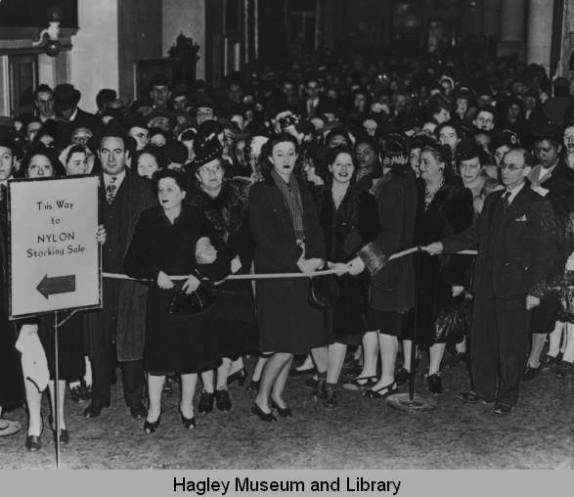 This Way
to
NYLON
Stocking Sale
Hagley Museum and Library